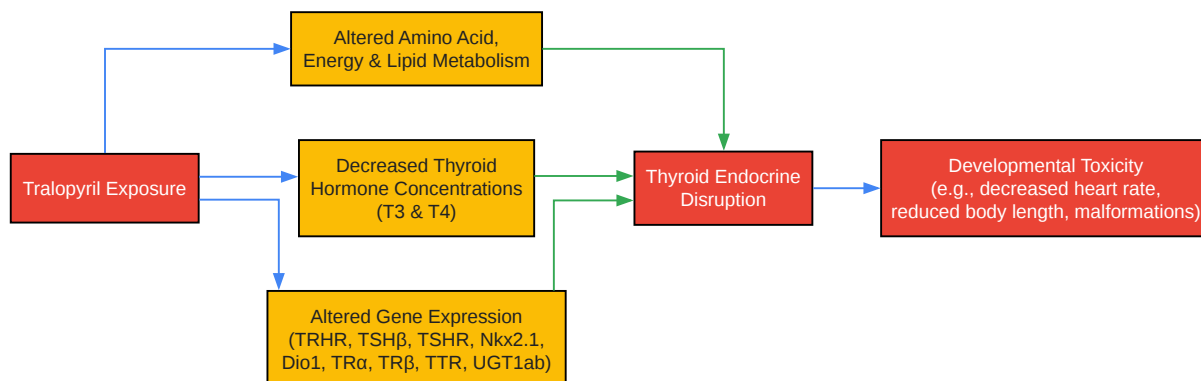 Altered Amino Acid,
Energy & Lipid Metabolism
Tralopyril Exposure
Decreased Thyroid
Hormone Concentrations
(T3 & T4)
Thyroid Endocrine
Disruption
Developmental Toxicity
(e.g., decreased heart rate,
reduced body length, malformations)
Altered Gene Expression
(TRHR, TSHβ, TSHR, Nkx2.1,
Dio1, TRα, TRβ, TTR, UGT1ab)